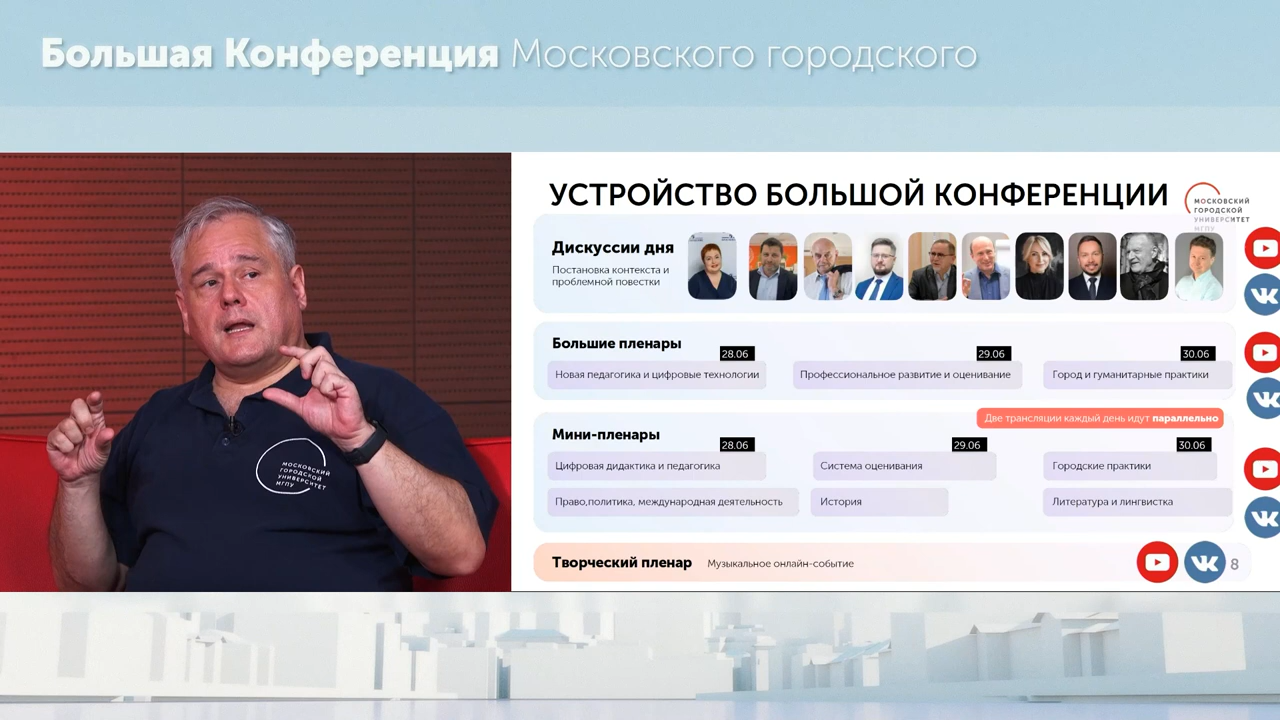 Большая Конференция Московского городского
УСТРОЙСТВО БОЛЬШОЙ КОНФЕРЕНЦИИ
МОСКОВСКИЙ
ГОРОДСКОЙ
УНИВЕРСИТЕТ
МГПУ
Дискуссии дня
Постановка контекста и
проблемной повестки
Большие пленары
28.06
29.06
30.06
Новая педагогика и цифровые технологии
Профессиональное развитие и оценивание
Город и гуманитарные практики
Две трансляции каждый день идут параллельно
Мини-пленары
28.06
29.06
30.06
Цифровая дидактика и педагогика
Система оценивания
Городские практики
Право,политика, международная деятельность
История
Литература и лингвистка
Творческий пленар
Музыкальное онлайн-событие
8
МОСКОВСКИЙ
ГОРОДСКОЙ
УНИВЕРСИТЕТ
МГПУ